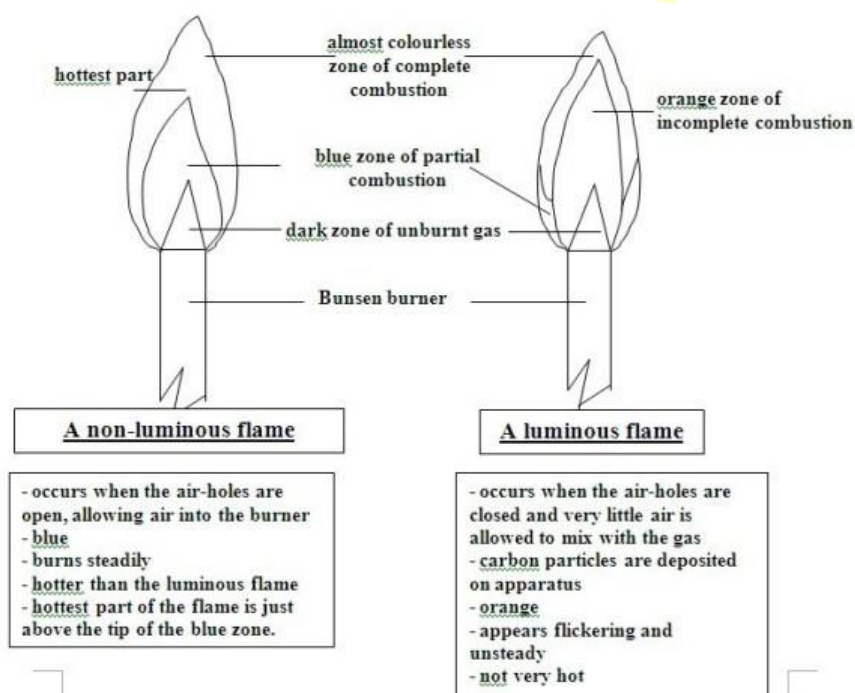 almost colourless
zone of complete
combustion
hottest part
orange zone of
incomplete combustion
blue zone of partial
combustion
dark zone of unburnt gas
Bunsen burner
A non-luminous flame
- occurs when the air-holes are
open, allowing air into the burner
- blue
- burns steadily
- hotter than the luminous flame
- hottest part of the flame is just
above the tip of the blue zone.
A luminous flame
- occurs when the air-holes are
closed and very little air is
allowed to mix with the gas
- carbon particles are deposited
on apparatus
- orange
- appears flickering and
unsteady
- not very hot